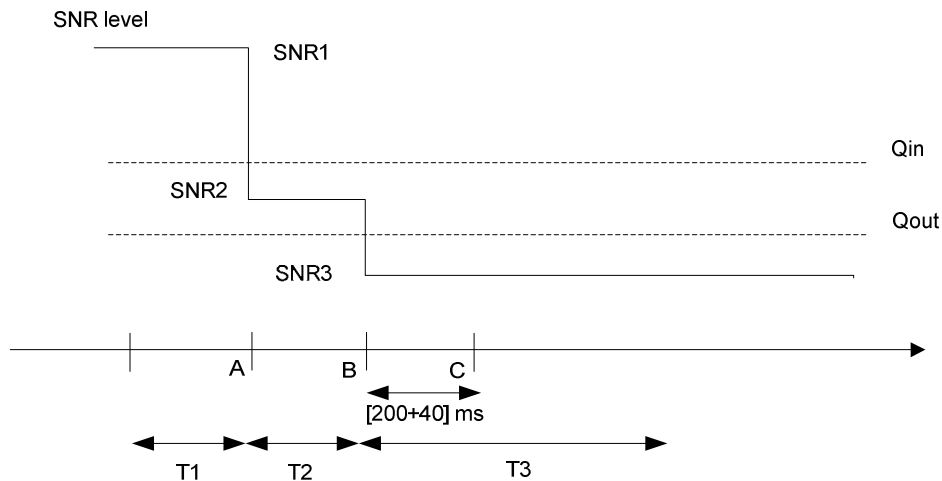 SNR level
SNR1
Qin
SNR2
Qout
SNR3
A
B
C
[200+40] ms
T1
T2
T3